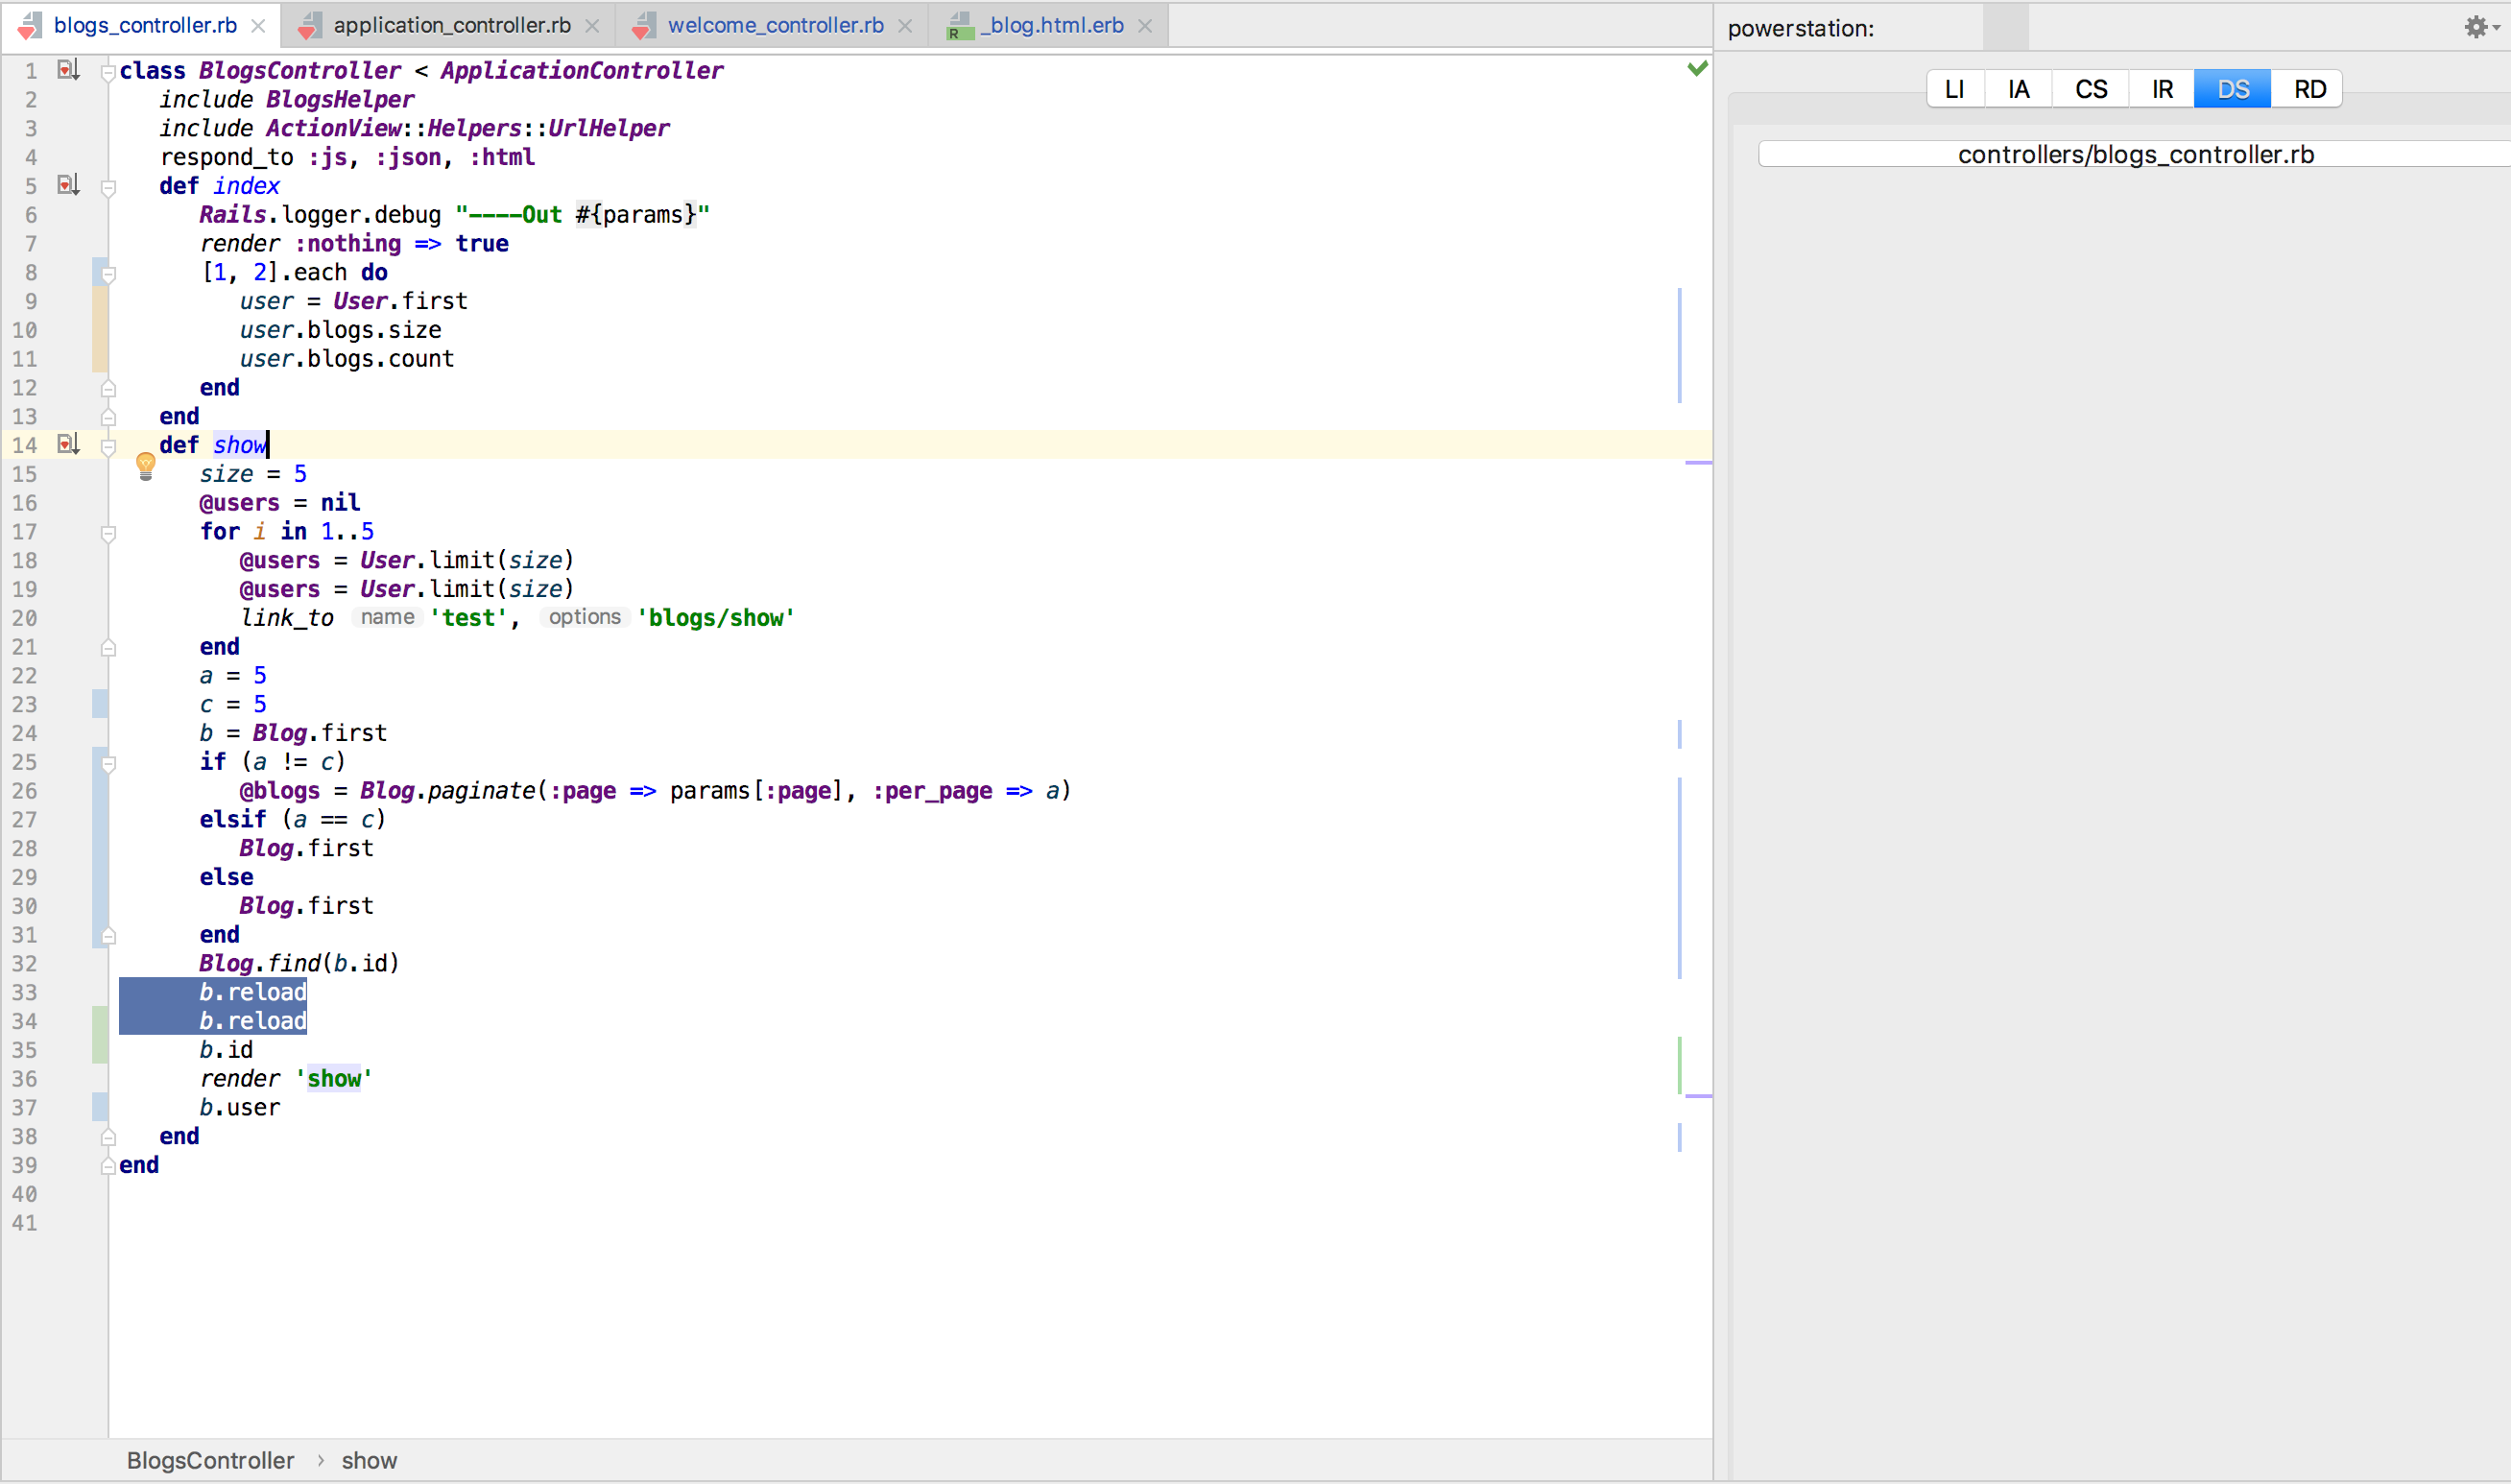 blogs_controller.rb application_controller.rb welcome_controller.rb _blog.html.erb powerstation:
LI IA CS IR DS RD
controllers/blogs_controller.rb
1 class BlogsController < ApplicationController
2 include BlogsHelper
3 include ActionView::Helpers::UrlHelper
4 respond_to :js, :json, :html
5 def index
6 Rails.logger.debug "----Out #{params}"
7 render :nothing => true
8 [1, 2].each do
9 user = User.first
10 user.blogs.size
11 user.blogs.count
12 end
13 end
14 def show
15 size = 5
16 @users = nil
17 for i in 1..5
18 @users = User.limit(size)
19 @users = User.limit(size)
20 link_to name 'test', options 'blogs/show'
21 end
22 a = 5
23 c = 5
24 b = Blog.first
25 if (a != c)
26 @blogs = Blog.paginate(:page => params[:page], :per_page => a)
27 elsif (a == c)
28 Blog.first
29 else
30 Blog.first
31 end
32 Blog.find(b.id)
33 b.reload
34 b.reload
35 b.id
36 render 'show'
37 b.user
38 end
39 end
40
41
BlogsController › show